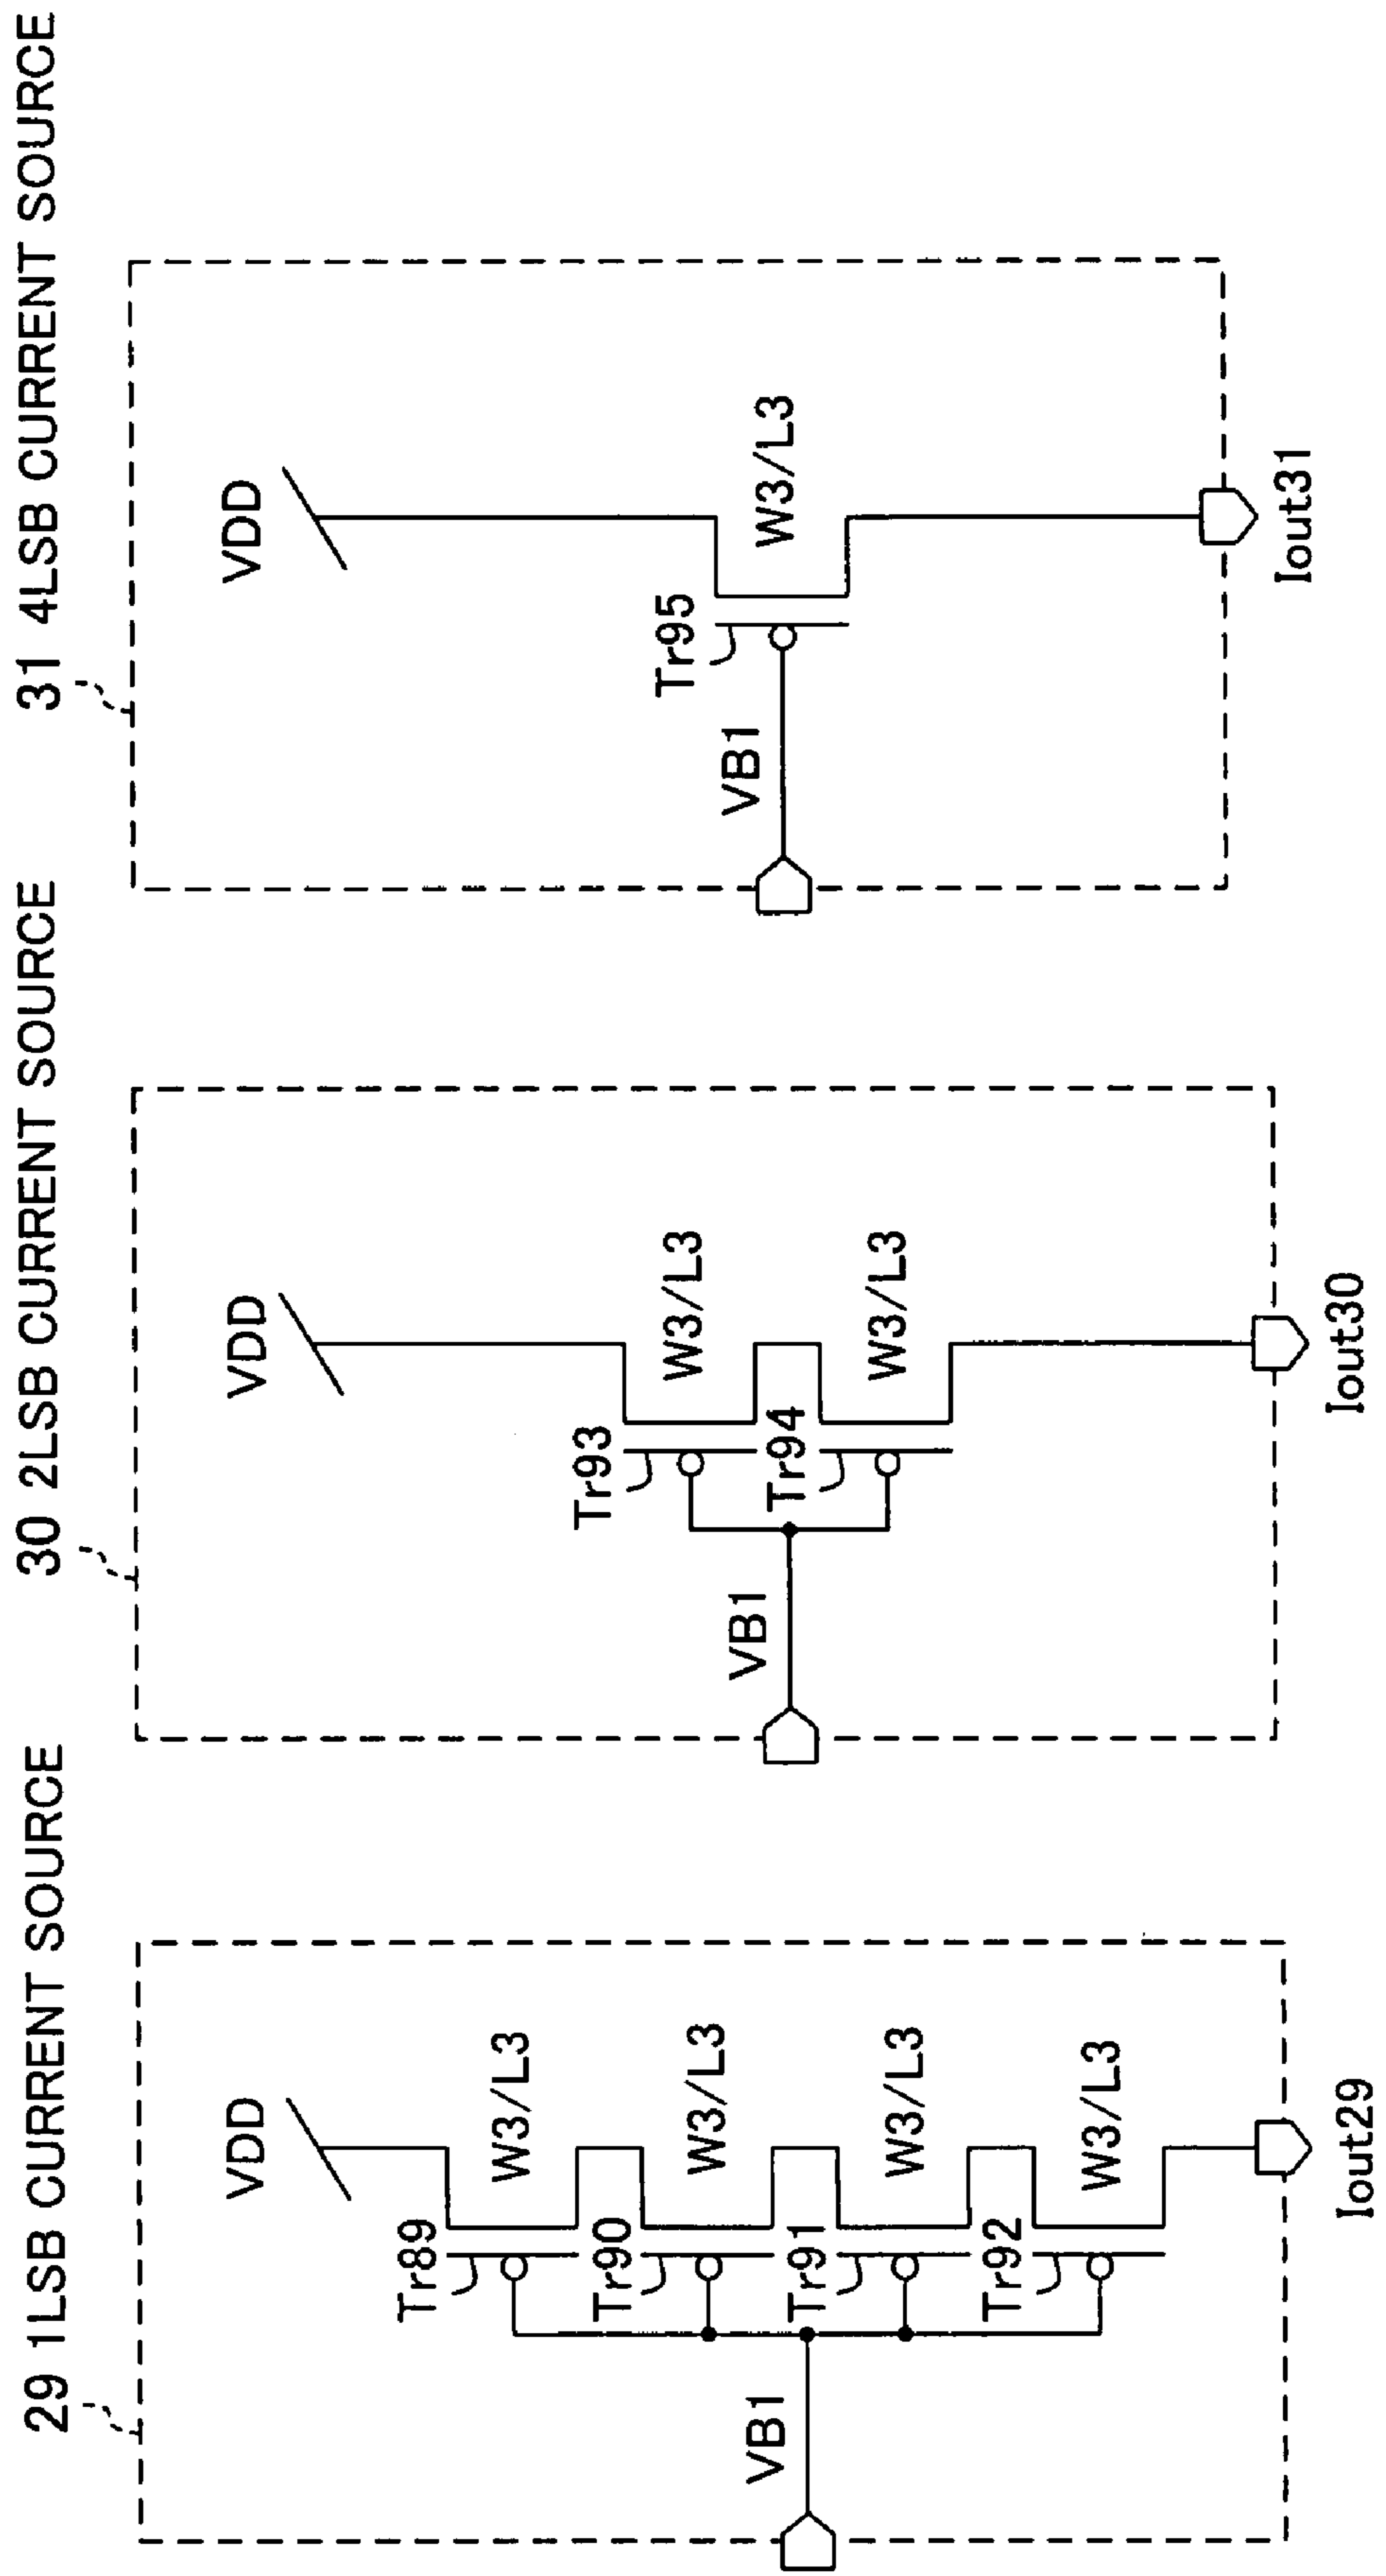 29 1LSB CURRENT SOURCE
VDD
Tr89
W3/L3
Tr90
W3/L3
VB1
Tr91
W3/L3
Tr92
W3/L3
Iout29
30 2LSB CURRENT SOURCE
VDD
Tr93
W3/L3
VB1
Tr94
W3/L3
Iout30
31 4LSB CURRENT SOURCE
VDD
Tr95
VB1
W3/L3
Iout31